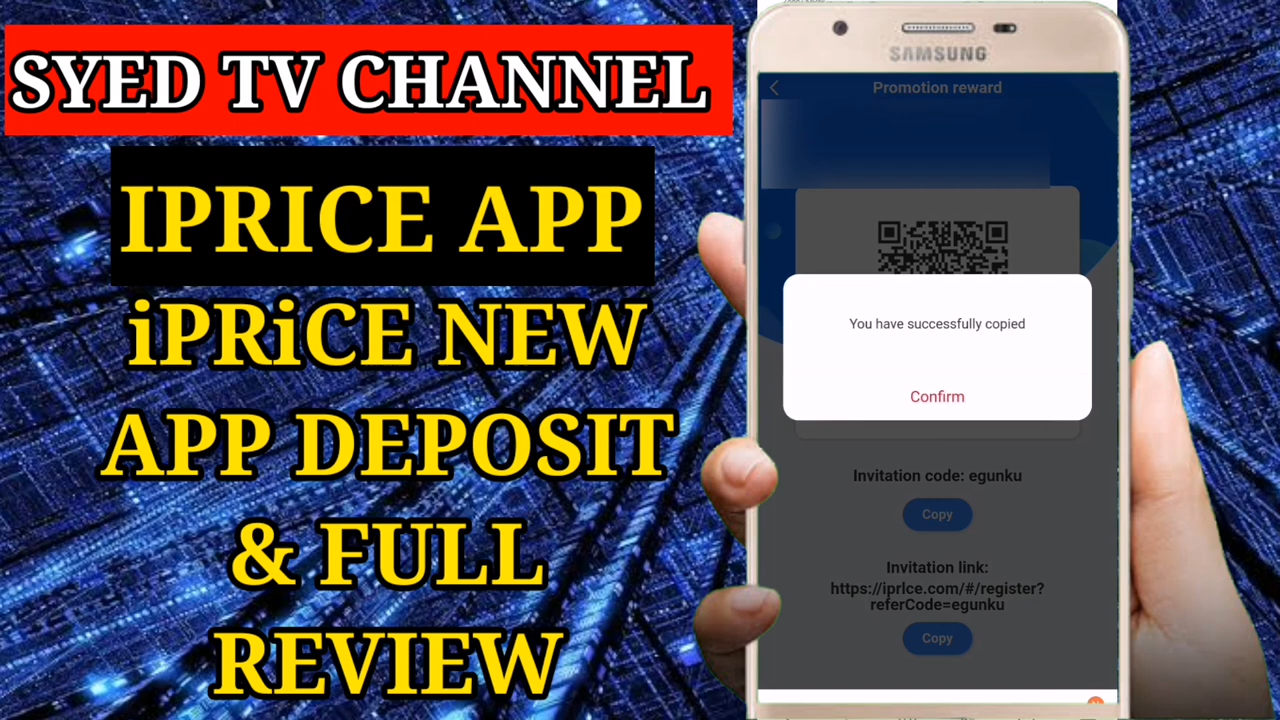 SYED TV CHANNEL
IPRICE APP
iPRiCE NEW
APP DEPOSIT
& FULL
REVIEW
SAMSUNG
Promotion reward
You have successfully copied
Confirm
Invitation code: egunku
Copy
Invitation link:
https://iprlce.com/#/register?
referCode=egunku
Copy